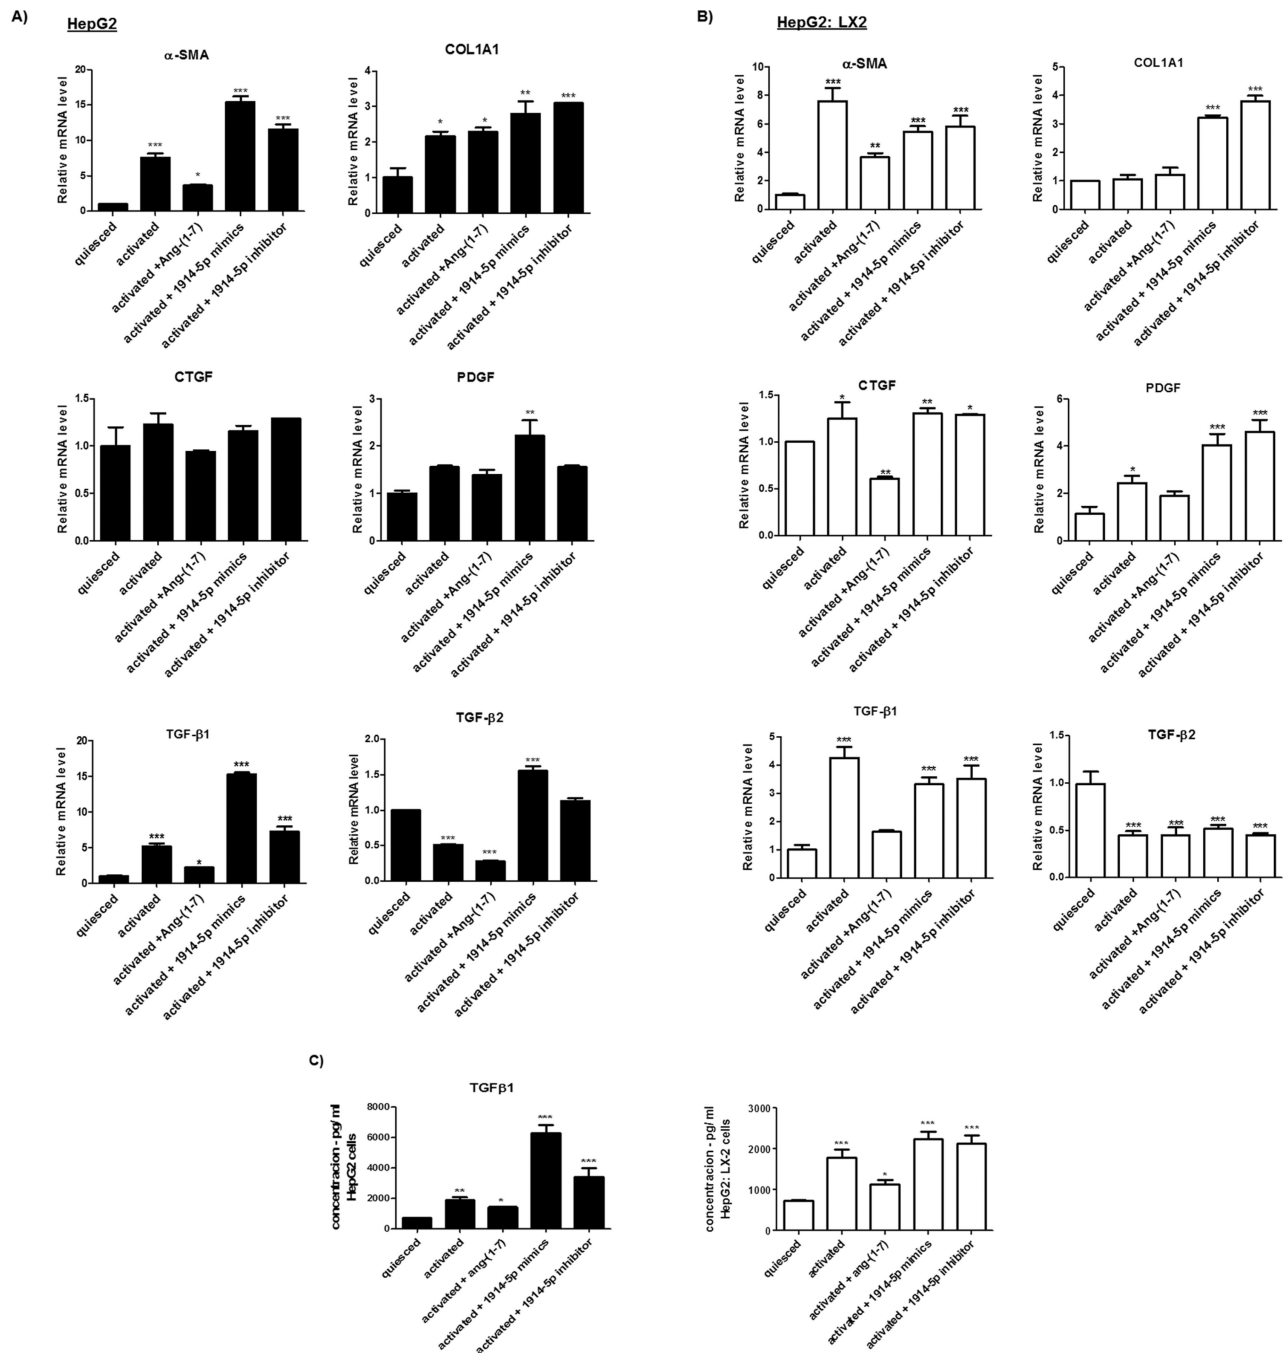 A)
HepG2
α-SMA
Relative mRNA level
20
15
10
5
0
***
*
***
***
quiesced
activated
activated +Ang-(1-7)
activated + 1914-5p mimics
activated + 1914-5p inhibitor
COL1A1
Relative mRNA level
4
3
2
1
0
*
*
**
***
quiesced
activated
activated +Ang-(1-7)
activated + 1914-5p mimics
activated + 1914-5p inhibitor
CTGF
Relative mRNA level
1.5
1.0
0.5
0.0
quiesced
activated
activated +Ang-(1-7)
activated + 1914-5p mimics
activated + 1914-5p inhibitor
PDGF
Relative mRNA level
3
2
1
0
**
quiesced
activated
activated +Ang-(1-7)
activated + 1914-5p mimics
activated + 1914-5p inhibitor
TGF-β1
Relative mRNA level
20
15
10
5
0
***
*
***
***
quiesced
activated
activated +Ang-(1-7)
activated + 1914-5p mimics
activated + 1914-5p inhibitor
TGF-β2
Relative mRNA level
2.0
1.5
1.0
0.5
0.0
***
***
***
quiesced
activated
activated +Ang-(1-7)
activated + 1914-5p mimics
activated + 1914-5p inhibitor
B)
HepG2: LX2
α-SMA
Relative mRNA level
10
8
6
4
2
0
***
**
***
***
quiesced
activated
activated +Ang-(1-7)
activated + 1914-5p mimics
activated + 1914-5p inhibitor
COL1A1
Relative mRNA level
5
4
3
2
1
0
***
***
quiesced
activated
activated +Ang-(1-7)
activated + 1914-5p mimics
activated + 1914-5p inhibitor
CTGF
Relative mRNA level
1.5
1.0
0.5
0.0
*
**
**
*
quiesced
activated
activated +Ang-(1-7)
activated + 1914-5p mimics
activated + 1914-5p inhibitor
PDGF
Relative mRNA level
6
4
2
0
*
***
***
quiesced
activated
activated +Ang-(1-7)
activated + 1914-5p mimics
activated + 1914-5p inhibitor
TGF-β1
Relative mRNA level
5
4
3
2
1
0
***
***
***
quiesced
activated
activated +Ang-(1-7)
activated + 1914-5p mimics
activated + 1914-5p inhibitor
TGF-β2
Relative mRNA level
1.5
1.0
0.5
0.0
***
***
***
***
quiesced
activated
activated +Ang-(1-7)
activated + 1914-5p mimics
activated + 1914-5p inhibitor
C)
TGFβ1
concentracion - pg/ml
HepG2 cells
8000
6000
4000
2000
0
**
*
***
***
quiesced
activated
activated + ang-(1-7)
activated + 1914-5p mimics
activated + 1914-5p inhibitor
concentracion - pg/ml
HepG2: LX-2 cells
3000
2000
1000
0
***
*
***
***
quiesced
activated
activated + ang-(1-7)
activated + 1914-5p mimics
activated + 1914-5p inhibitor